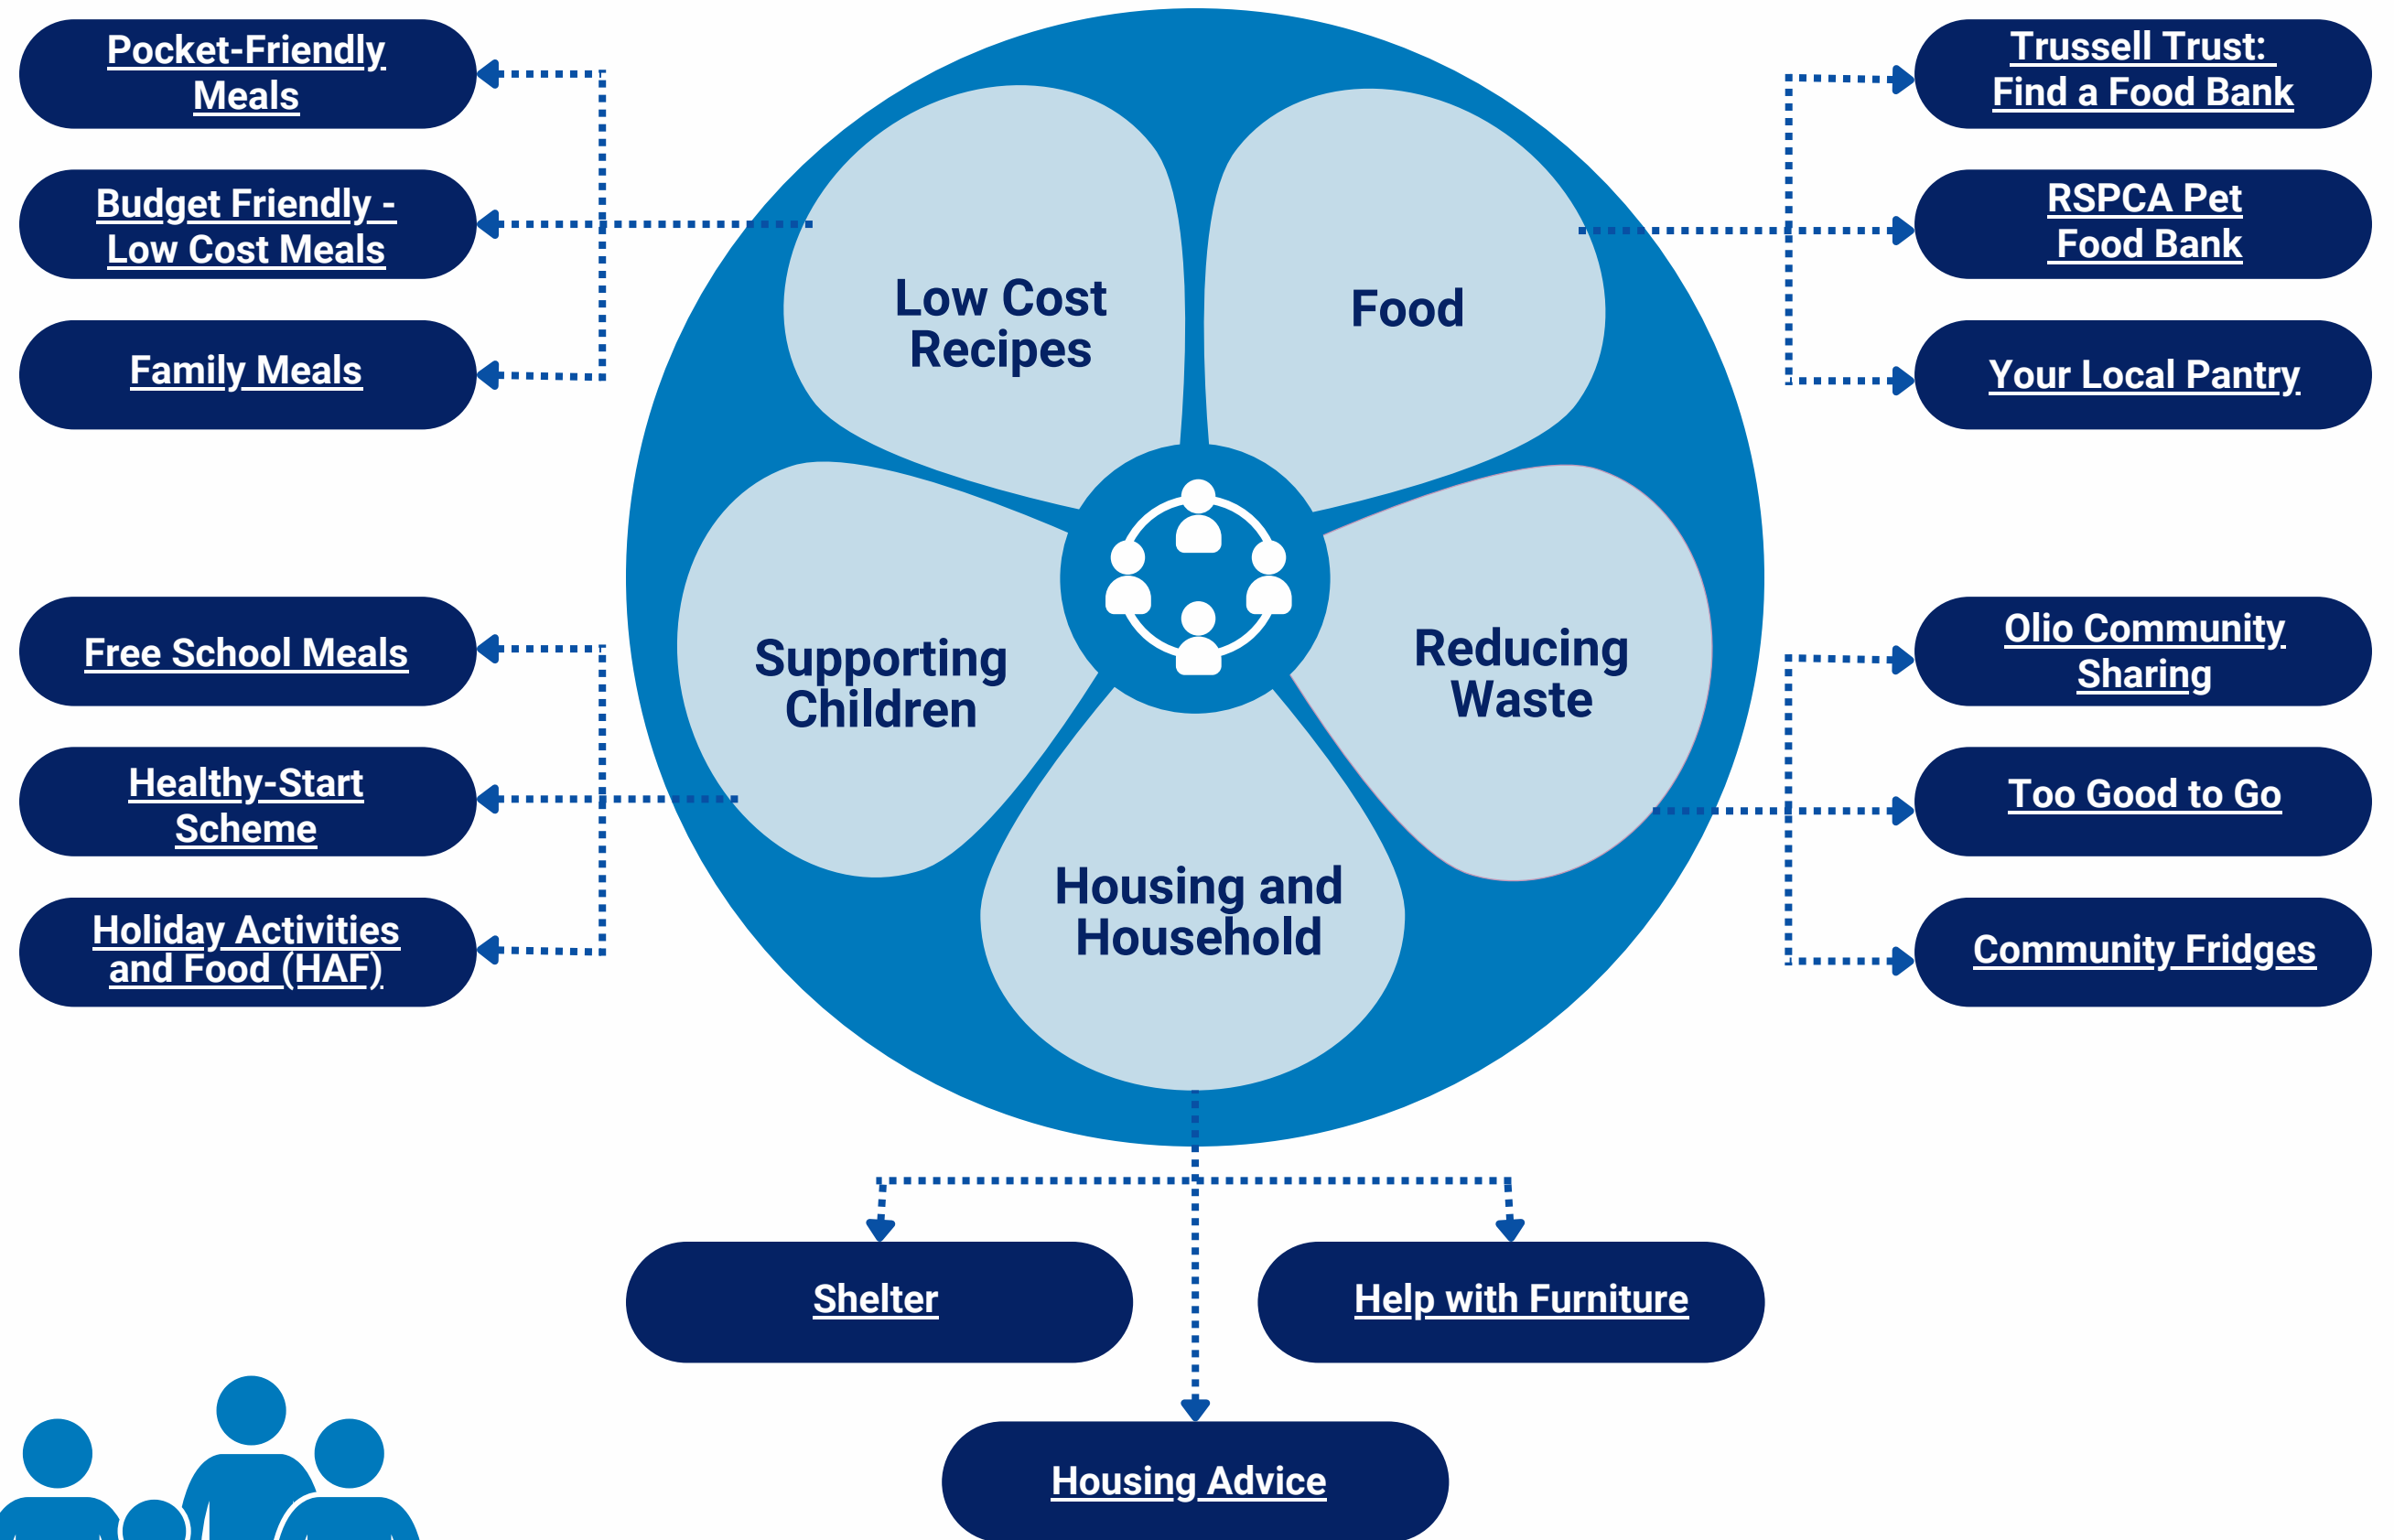 Pocket-Friendly
Meals
Budget Friendly -
Low Cost Meals
Family Meals
Low Cost
Recipes
Food
Trussell Trust:
Find a Food Bank
RSPCA Pet
Food Bank
Your Local Pantry
Free School Meals
Healthy-Start
Scheme
Holiday Activities
and Food (HAF)
Supporting
Children
Reducing
Waste
Olio Community
Sharing
Too Good to Go
Community Fridges
Housing and
Household
Shelter
Help with Furniture
Housing Advice